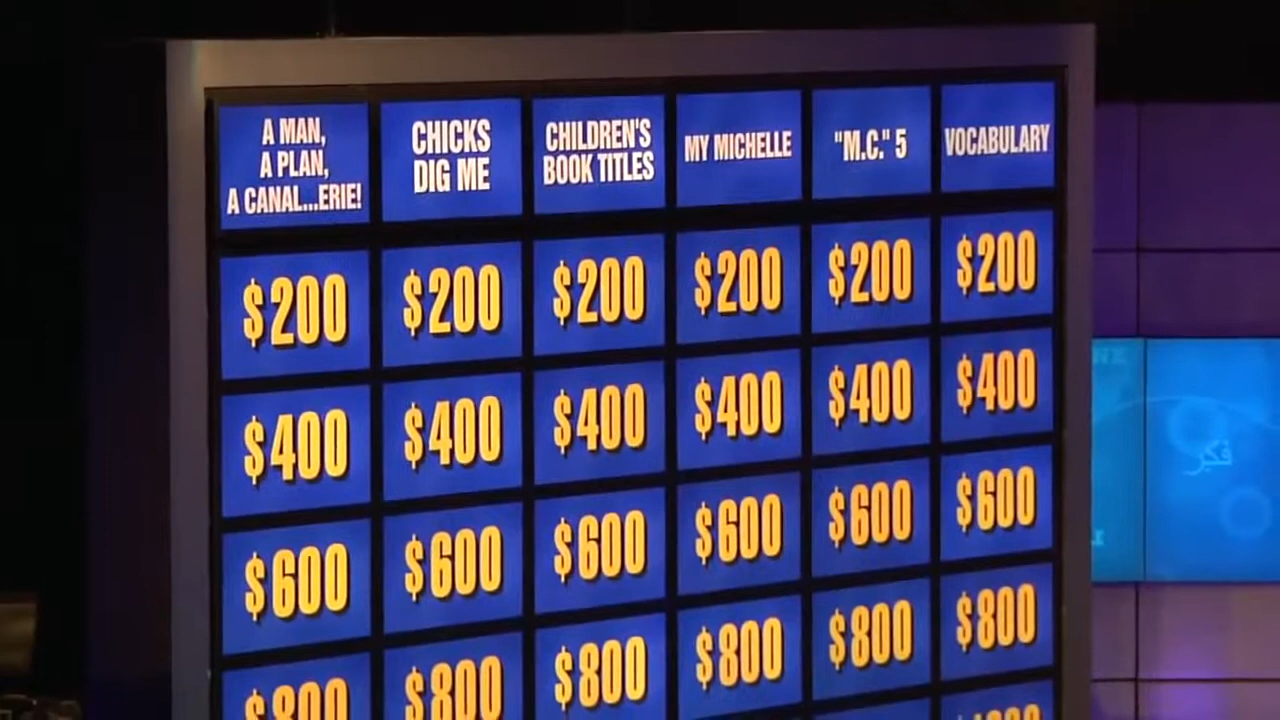 A MAN,
A PLAN,
A CANAL...ERIE!
CHICKS
DIG ME
CHILDREN'S
BOOK TITLES
MY MICHELLE
"M.C." 5
VOCABULARY
$200 $200 $200 $200 $200 $200
$400 $400 $400 $400 $400 $400
$600 $600 $600 $600 $600 $600
$800 $800 $800 $800 $800 $800
فكر